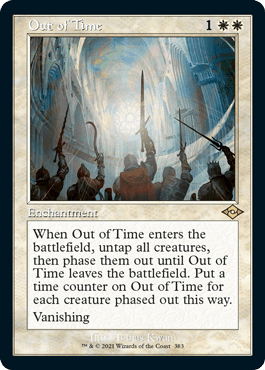 Out of Time 1
Enchantment
When Out of Time enters the
battlefield, untap all creatures,
then phase them out until Out of
Time leaves the battlefield. Put a
time counter on Out of Time for
each creature phased out this way.
Vanishing
™ & © 2021 Wizards of the Coast 383